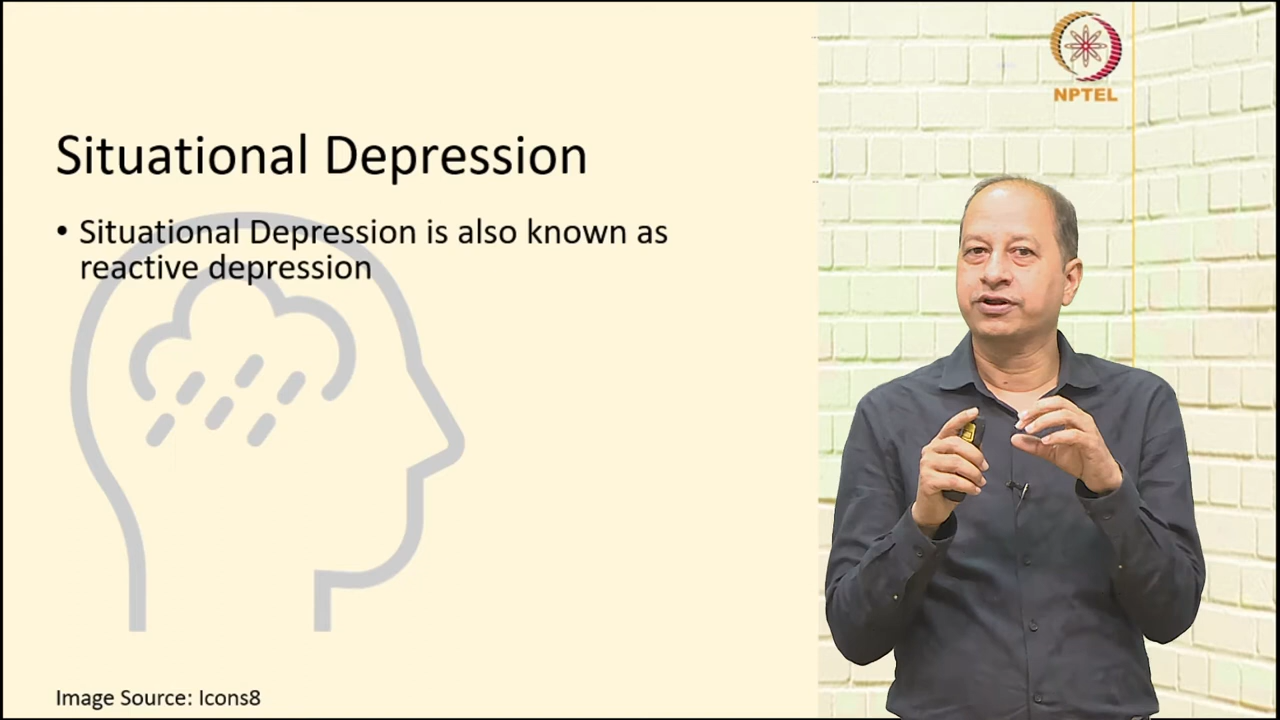 NPTEL
Situational Depression
• Situational Depression is also known as
reactive depression
Image Source: Icons8